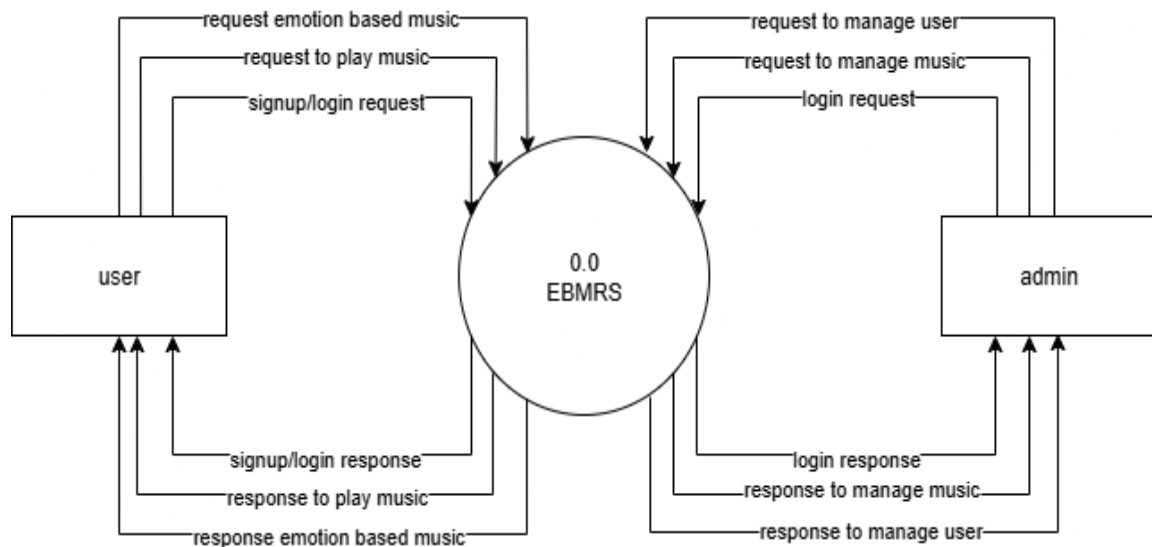 request emotion based music
request to manage user
request to play music
request to manage music
signup/login request
login request
0.0
EBMRS
user
admin
signup/login response
login response
response to play music
response to manage music
response emotion based music
response to manage user